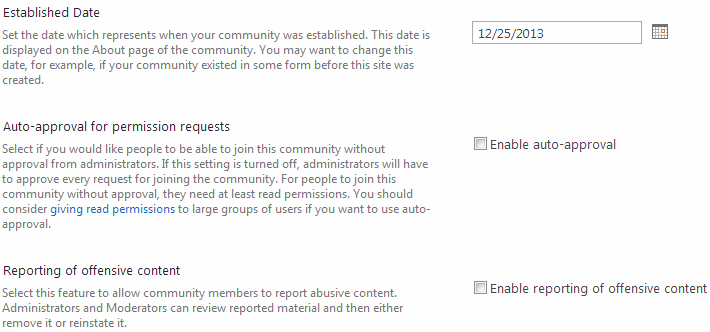 Established Date
Set the date which represents when your community was established. This date is
displayed on the About page of the community. You may want to change this
date, for example, if your community existed in some form before this site was
created.
12/25/2013
Auto-approval for permission requests
Select if you would like people to be able to join this community without
approval from administrators. If this setting is turned off, administrators will have
to approve every request for joining the community. For people to join this
community without approval, they need at least read permissions. You should
consider giving read permissions to large groups of users if you want to use auto-
approval.
Enable auto-approval
Reporting of offensive content
Select this feature to allow community members to report abusive content.
Administrators and Moderators can review reported material and then either
remove it or reinstate it.
Enable reporting of offensive content